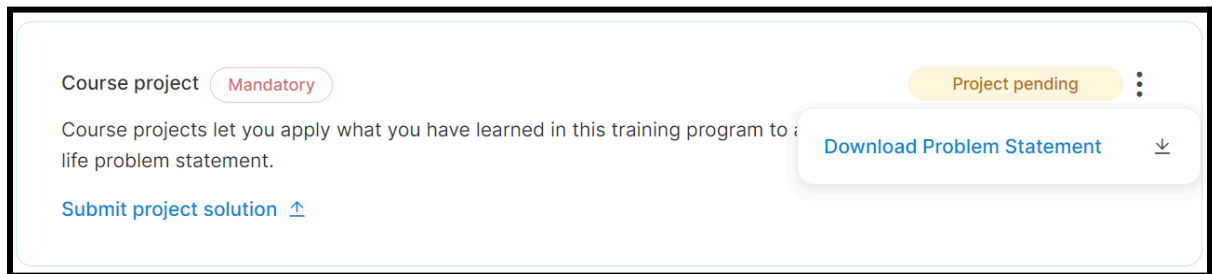 Course project Mandatory Project pending
Course projects let you apply what you have learned in this training program to
life problem statement.
Download Problem Statement
Submit project solution